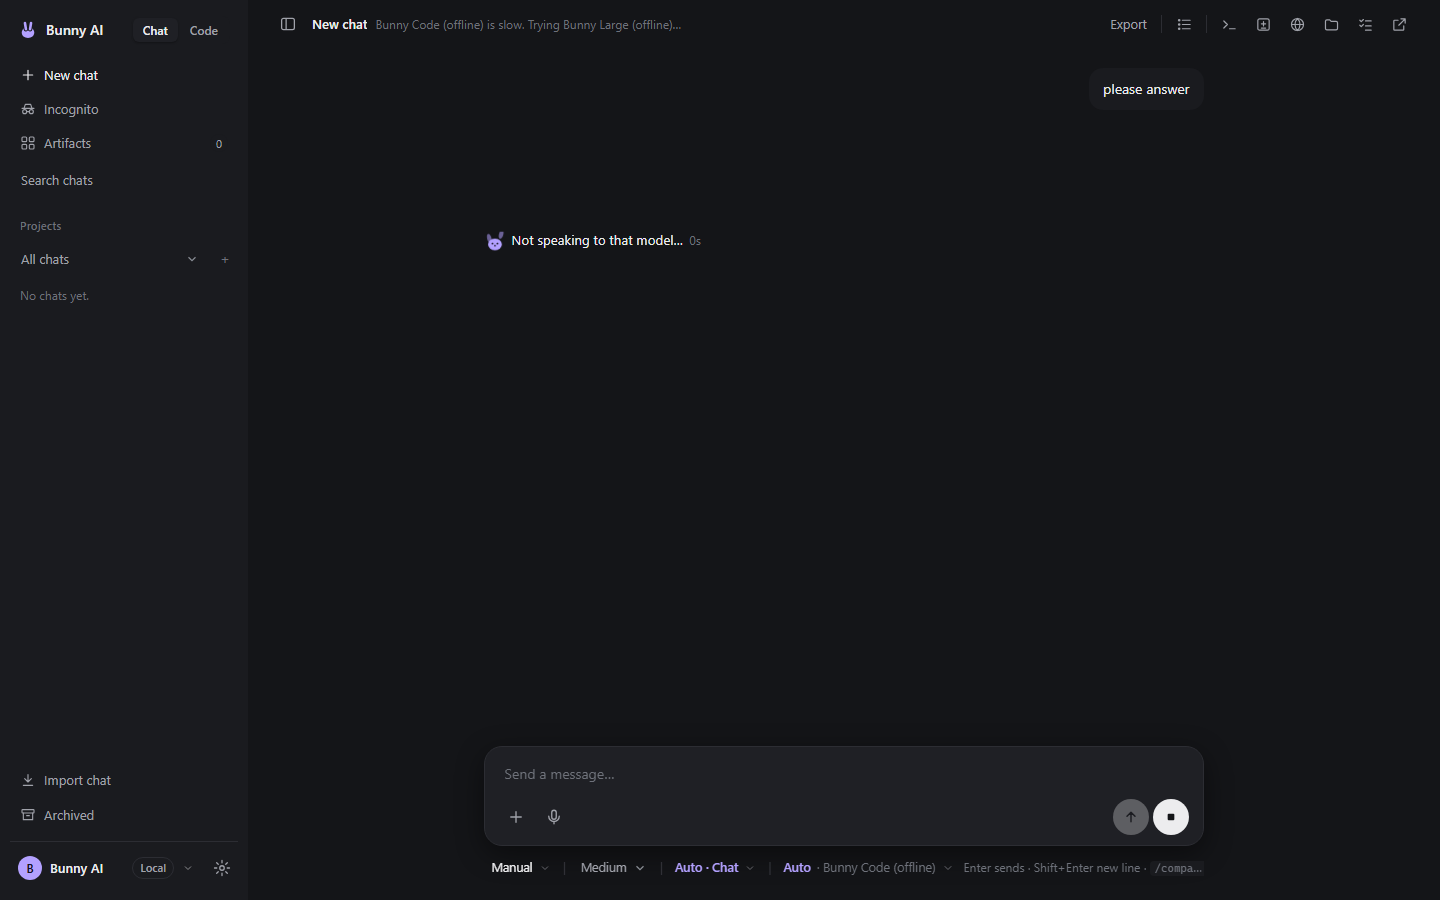 Bunny AI
Chat
Code
New chat
Incognito
Artifacts
0
Search chats
Projects
All chats
No chats yet.
Import chat
Archived
B
Bunny AI
Local
New chat
Bunny Code (offline) is slow. Trying Bunny Large (offline)...
Export
please answer
Not speaking to that model... 0s
Send a message...
Manual
Medium
Auto · Chat
Auto · Bunny Code (offline)
Enter sends · Shift+Enter new line · /compa...